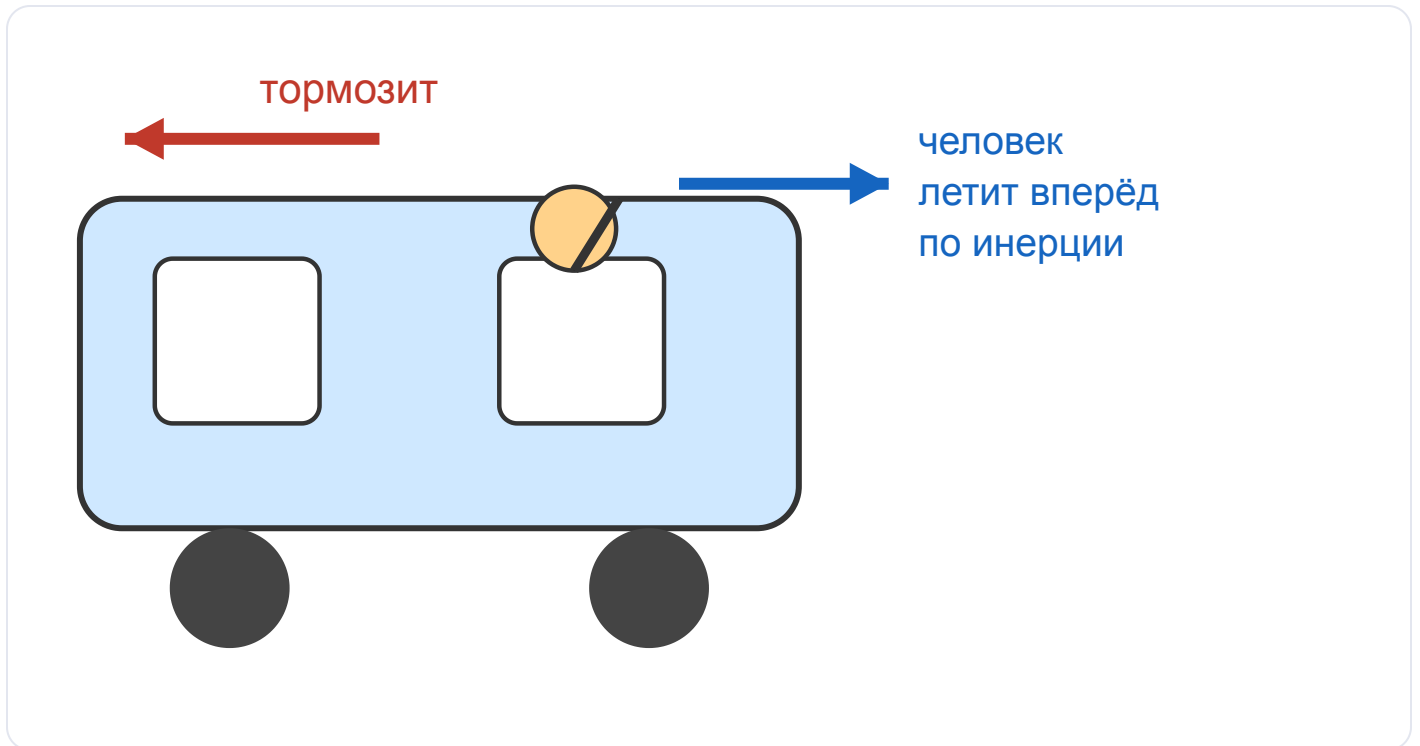 тормозит
человек
летит вперёд
по инерции